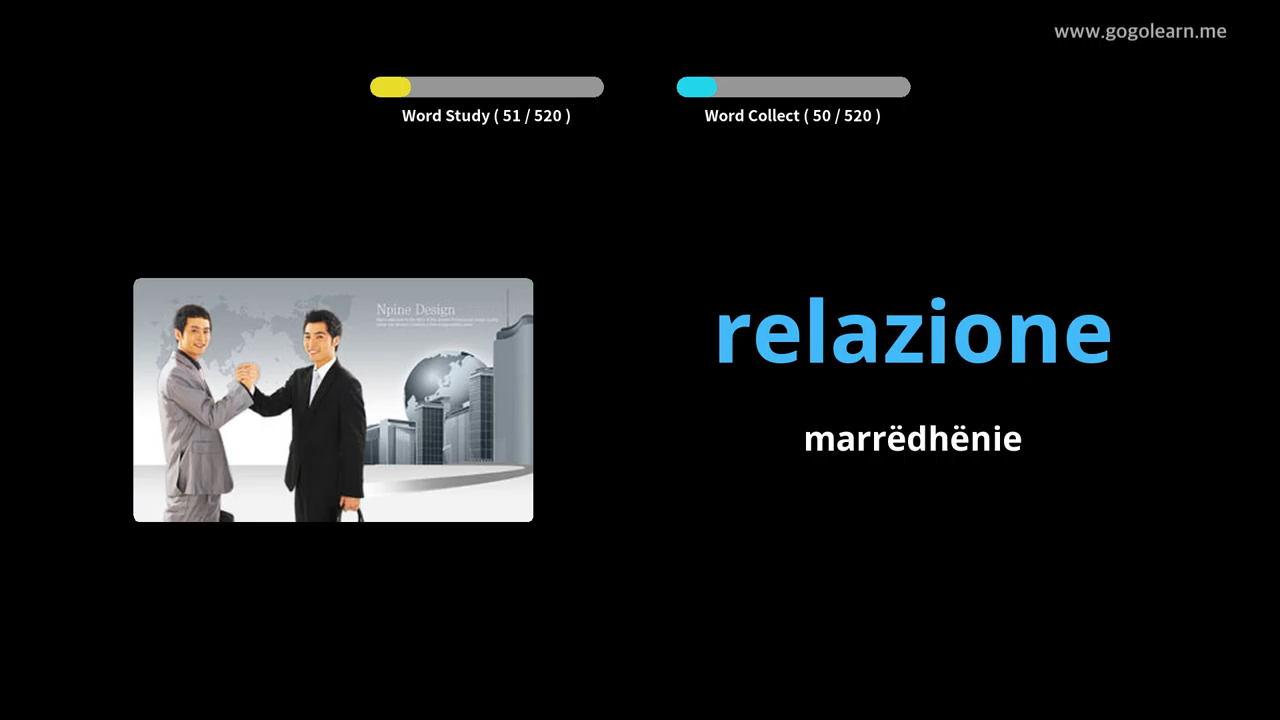 www.gogolearn.me
Word Study ( 51 / 520 )
Word Collect ( 50 / 520 )
Npine Design
relazione
marrëdhënie